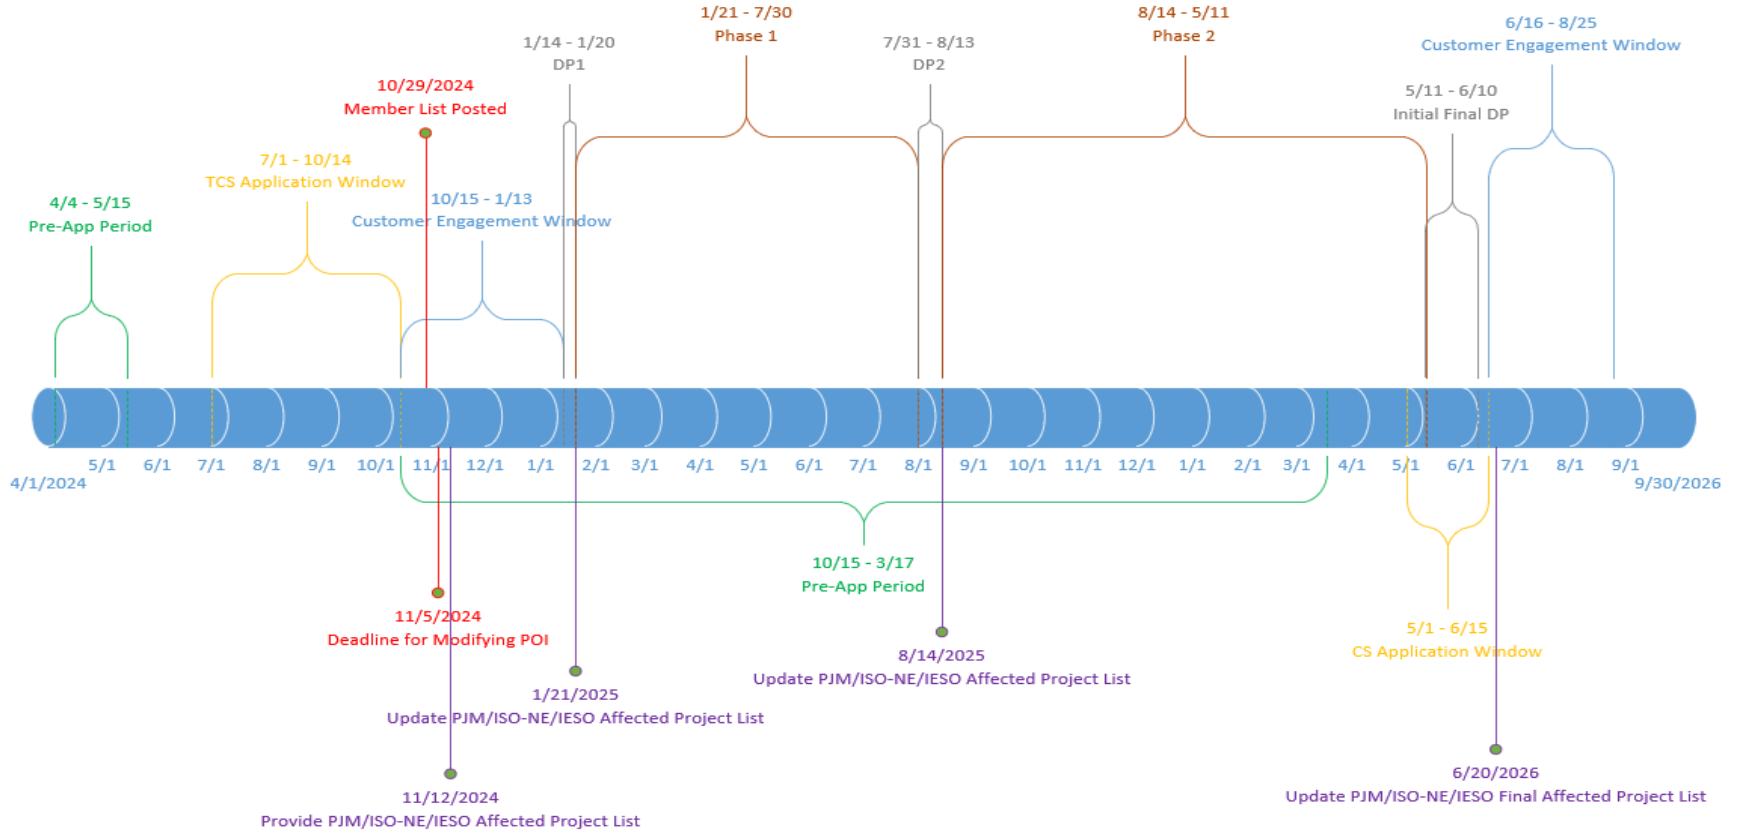 1/21 - 7/30
Phase 1
8/14 - 5/11
Phase 2
6/16 - 8/25
Customer Engagement Window
1/14 - 1/20
DP1
7/31 - 8/13
DP2
10/29/2024
Member List Posted
5/11 - 6/10
Initial Final DP
7/1 - 10/14
TCS Application Window
4/4 - 5/15
Pre-App Period
10/15 - 1/13
Customer Engagement Window
4/1/2024
5/1 6/1 7/1 8/1 9/1 10/1 11/1 12/1 1/1 2/1 3/1 4/1 5/1 6/1 7/1 8/1 9/1 10/1 11/1 12/1 1/1 2/1 3/1 4/1 5/1 6/1 7/1 8/1 9/1
9/30/2026
10/15 - 3/17
Pre-App Period
11/5/2024
Deadline for Modifying POI
5/1 - 6/15
CS Application Window
8/14/2025
Update PJM/ISO-NE/IESO Affected Project List
1/21/2025
Update PJM/ISO-NE/IESO Affected Project List
6/20/2026
Update PJM/ISO-NE/IESO Final Affected Project List
11/12/2024
Provide PJM/ISO-NE/IESO Affected Project List